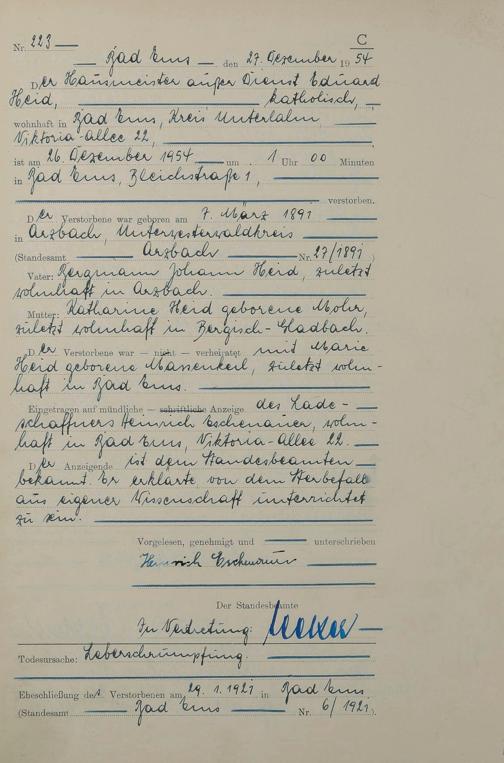 Nr. 223 C
Bad Ems den 27. Dezember 1954
Der Hausmeister außer Dienst Eduard
Heid, katholisch,
wohnhaft in Bad Ems, Kreis Unterlahn
Viktoria-Allee 22,
ist am 26. Dezember 1954 um 1 Uhr 00 Minuten
in Bad Ems, Bleichstraße 1,
verstorben.
Der Verstorbene war geboren am 7. März 1891
in Arzbach, Unterwesterwaldkreis
(Standesamt Arzbach Nr. 27/1891)
Vater: Bergmann Johann Heid, zuletzt
wohnhaft in Arzbach.
Mutter: Katharine Heid geborene Mohr,
zuletzt wohnhaft in Bergisch-Gladbach.
Der Verstorbene war — nicht — verheiratet mit Marie
Heid geborene Massenkeil, zuletzt wohn-
haft in Bad Ems.
Eingetragen auf mündliche — schriftliche Anzeige des Lade-
schaffners Heinrich Eschenauer, wohn-
haft in Bad Ems, Viktoria-Allee 22.
Der Anzeigende ist dem Standesbeamten
bekannt. Er erklärte von dem Sterbefalle
aus eigener Wissenschaft unterrichtet
zu sein.
Vorgelesen, genehmigt und unterschrieben
Heinrich Eschenauer
Der Standesbeamte
In Vertretung:
Todesursache: Leberschrumpfung.
Eheschließung des Verstorbenen am 29. 1. 1921 in Bad Ems
(Standesamt Bad Ems Nr. 6/1921).